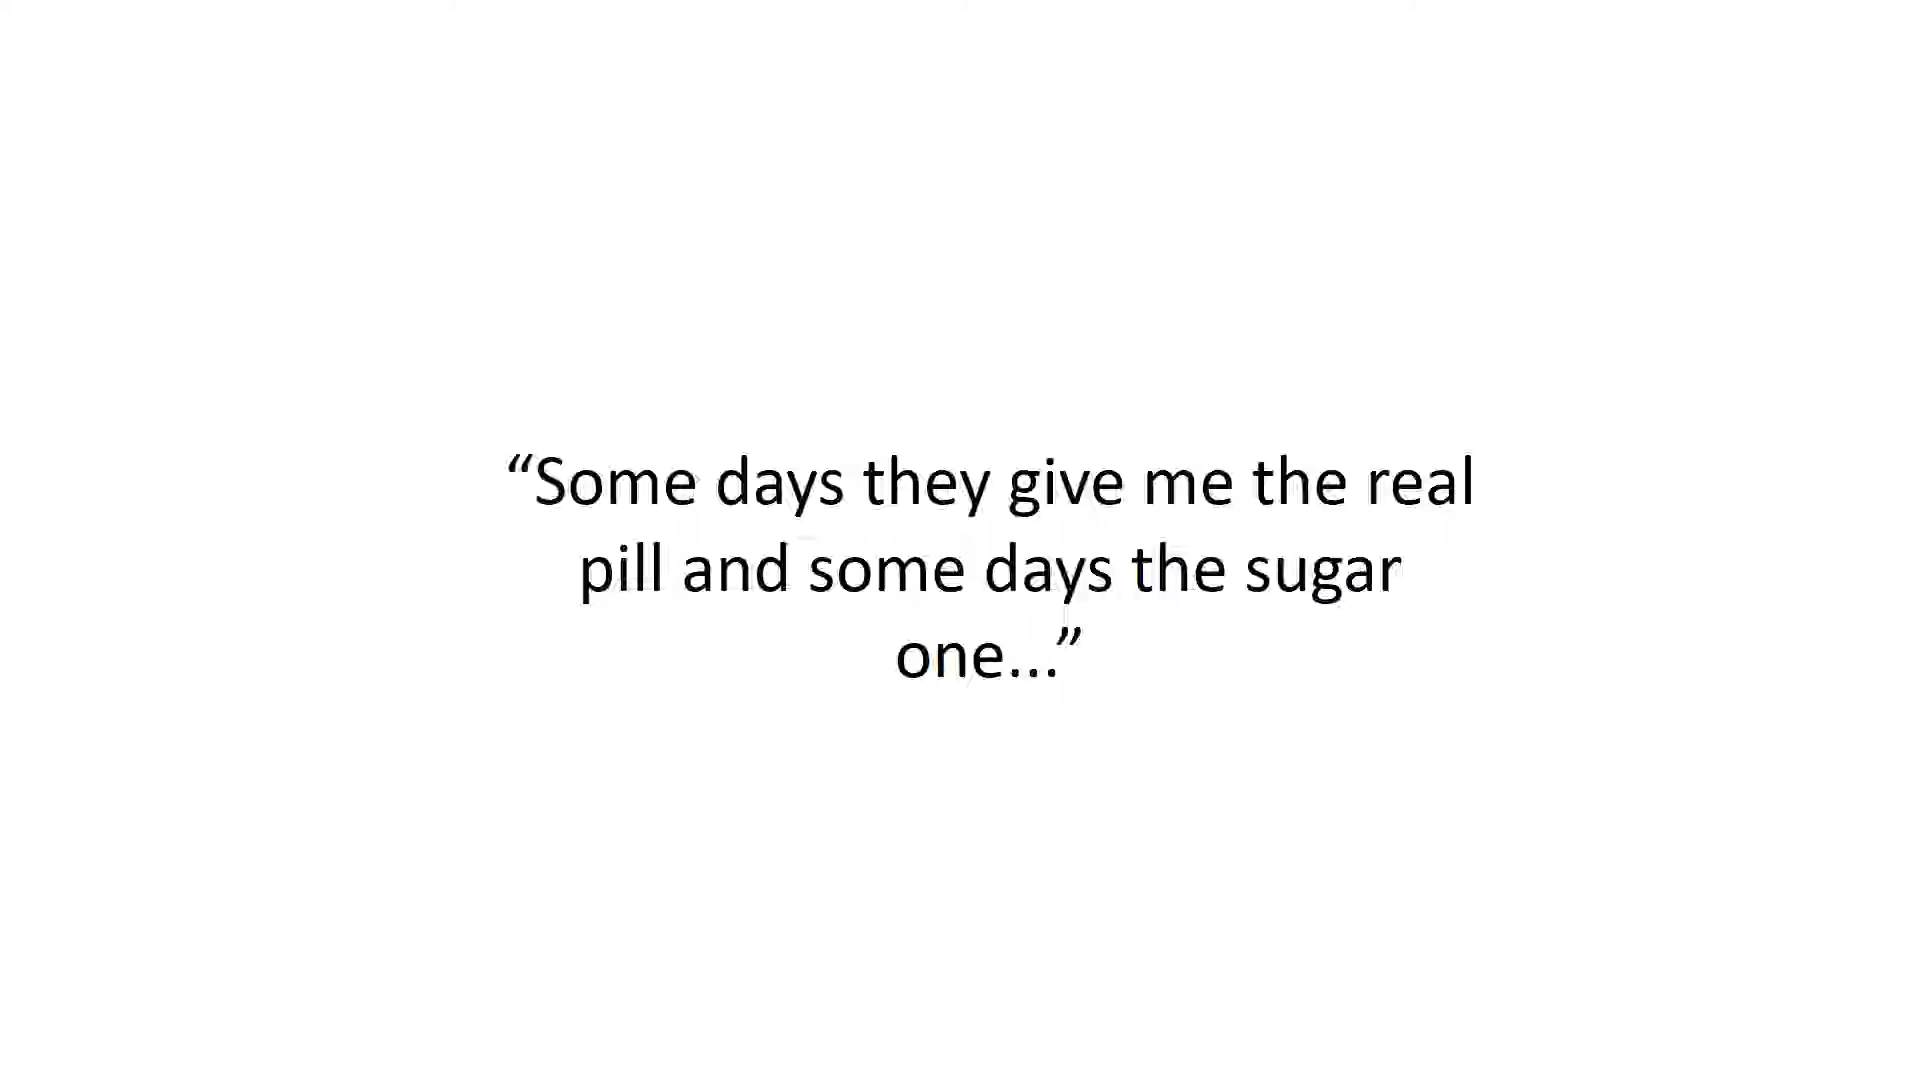 “Some days they give me the real
pill and some days the sugar
one...”